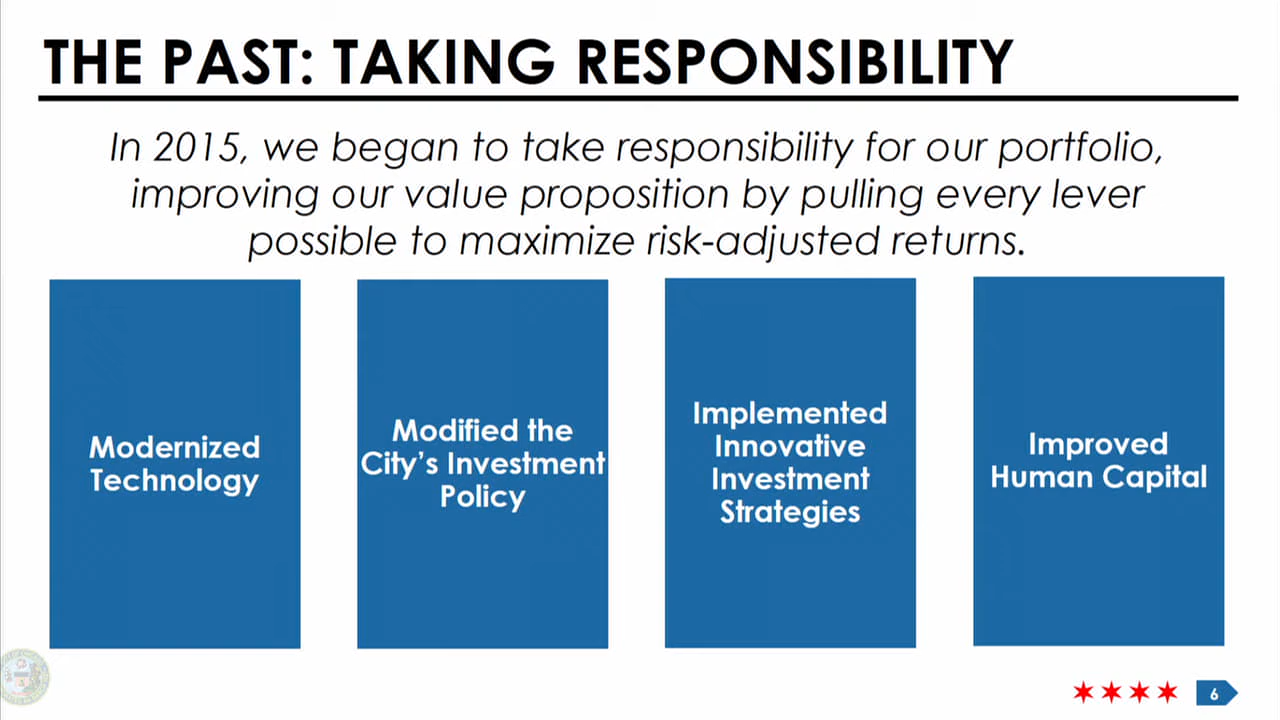 THE PAST: TAKING RESPONSIBILITY
In 2015, we began to take responsibility for our portfolio,
improving our value proposition by pulling every lever
possible to maximize risk-adjusted returns.
Modernized
Technology
Modified the
City’s Investment
Policy
Implemented
Innovative
Investment
Strategies
Improved
Human Capital
6